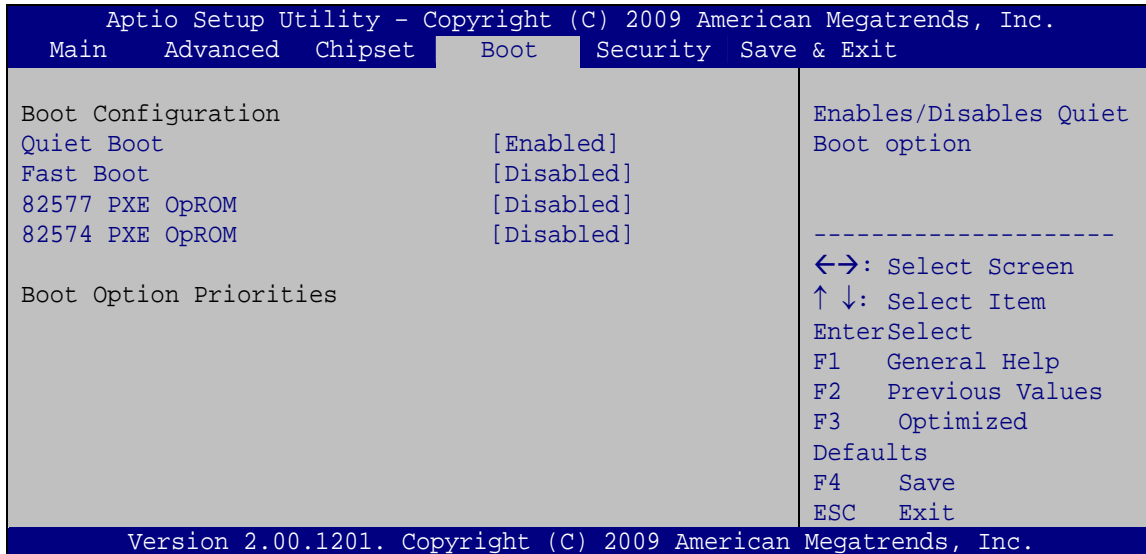 Aptio Setup Utility – Copyright (C) 2009 American Megatrends, Inc.
Main Advanced Chipset Boot Security Save & Exit
Boot Configuration
Quiet Boot [Enabled]
Fast Boot [Disabled]
82577 PXE OpROM [Disabled]
82574 PXE OpROM [Disabled]
Boot Option Priorities
Enables/Disables Quiet
Boot option
---------------------
←→: Select Screen
↑ ↓: Select Item
EnterSelect
F1 General Help
F2 Previous Values
F3 Optimized
Defaults
F4 Save
ESC Exit
Version 2.00.1201. Copyright (C) 2009 American Megatrends, Inc.